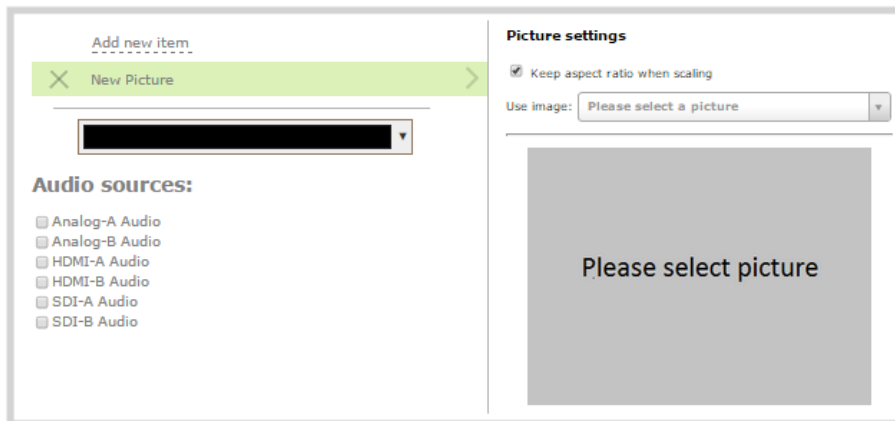 Add new item
New Picture
Audio sources:
Analog-A Audio
Analog-B Audio
HDMI-A Audio
HDMI-B Audio
SDI-A Audio
SDI-B Audio
Picture settings
Keep aspect ratio when scaling
Use image: Please select a picture
Please select picture